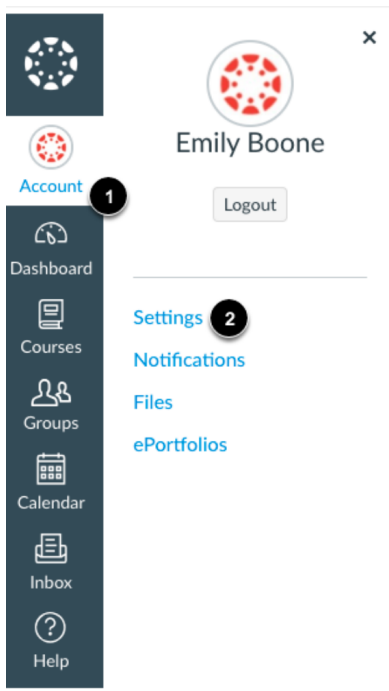 ×
Emily Boone
Account
1
Logout
Dashboard
Settings 2
Courses
Notifications
Files
Groups
ePortfolios
Calendar
Inbox
?
Help